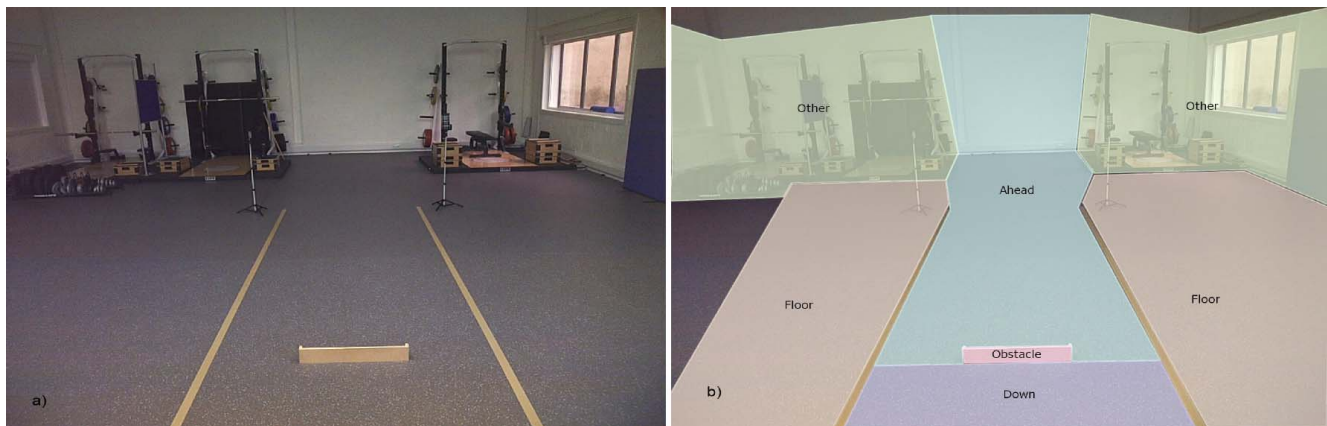 a)
Other
Other
Ahead
Floor
Floor
Obstacle
Down
b)